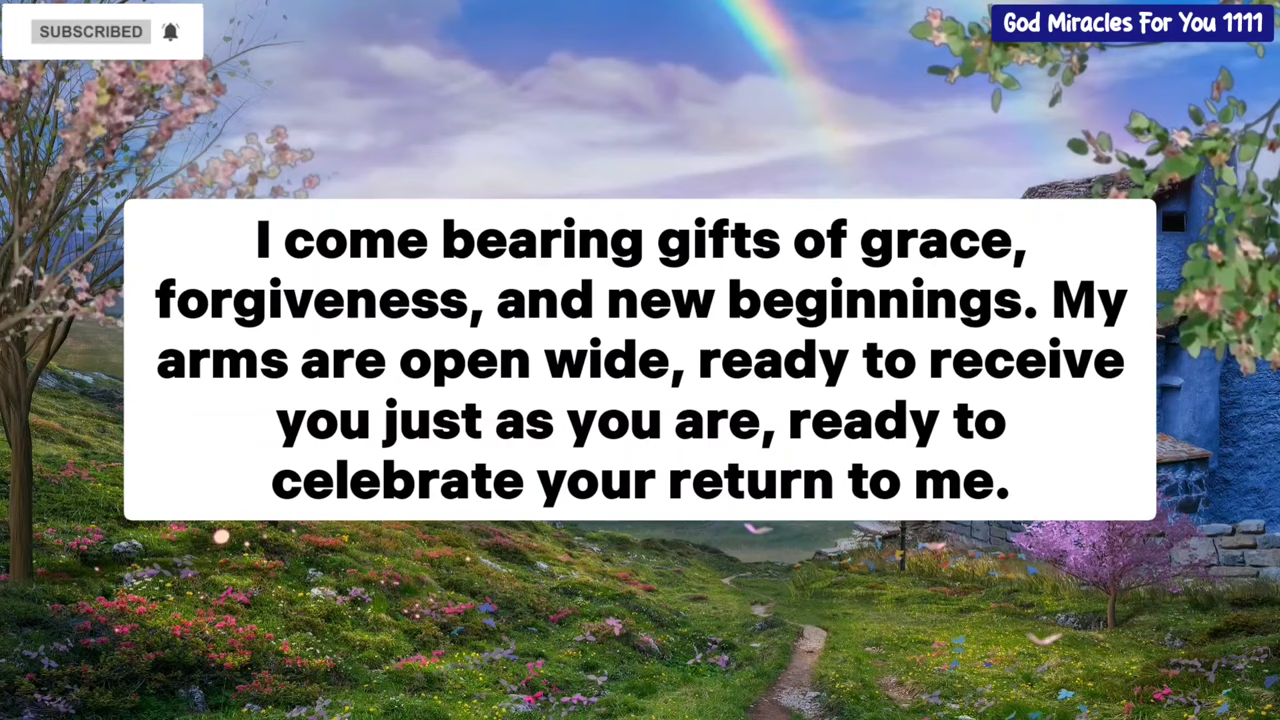 SUBSCRIBED
God Miracles For You 1111
I come bearing gifts of grace,
forgiveness, and new beginnings. My
arms are open wide, ready to receive
you just as you are, ready to
celebrate your return to me.